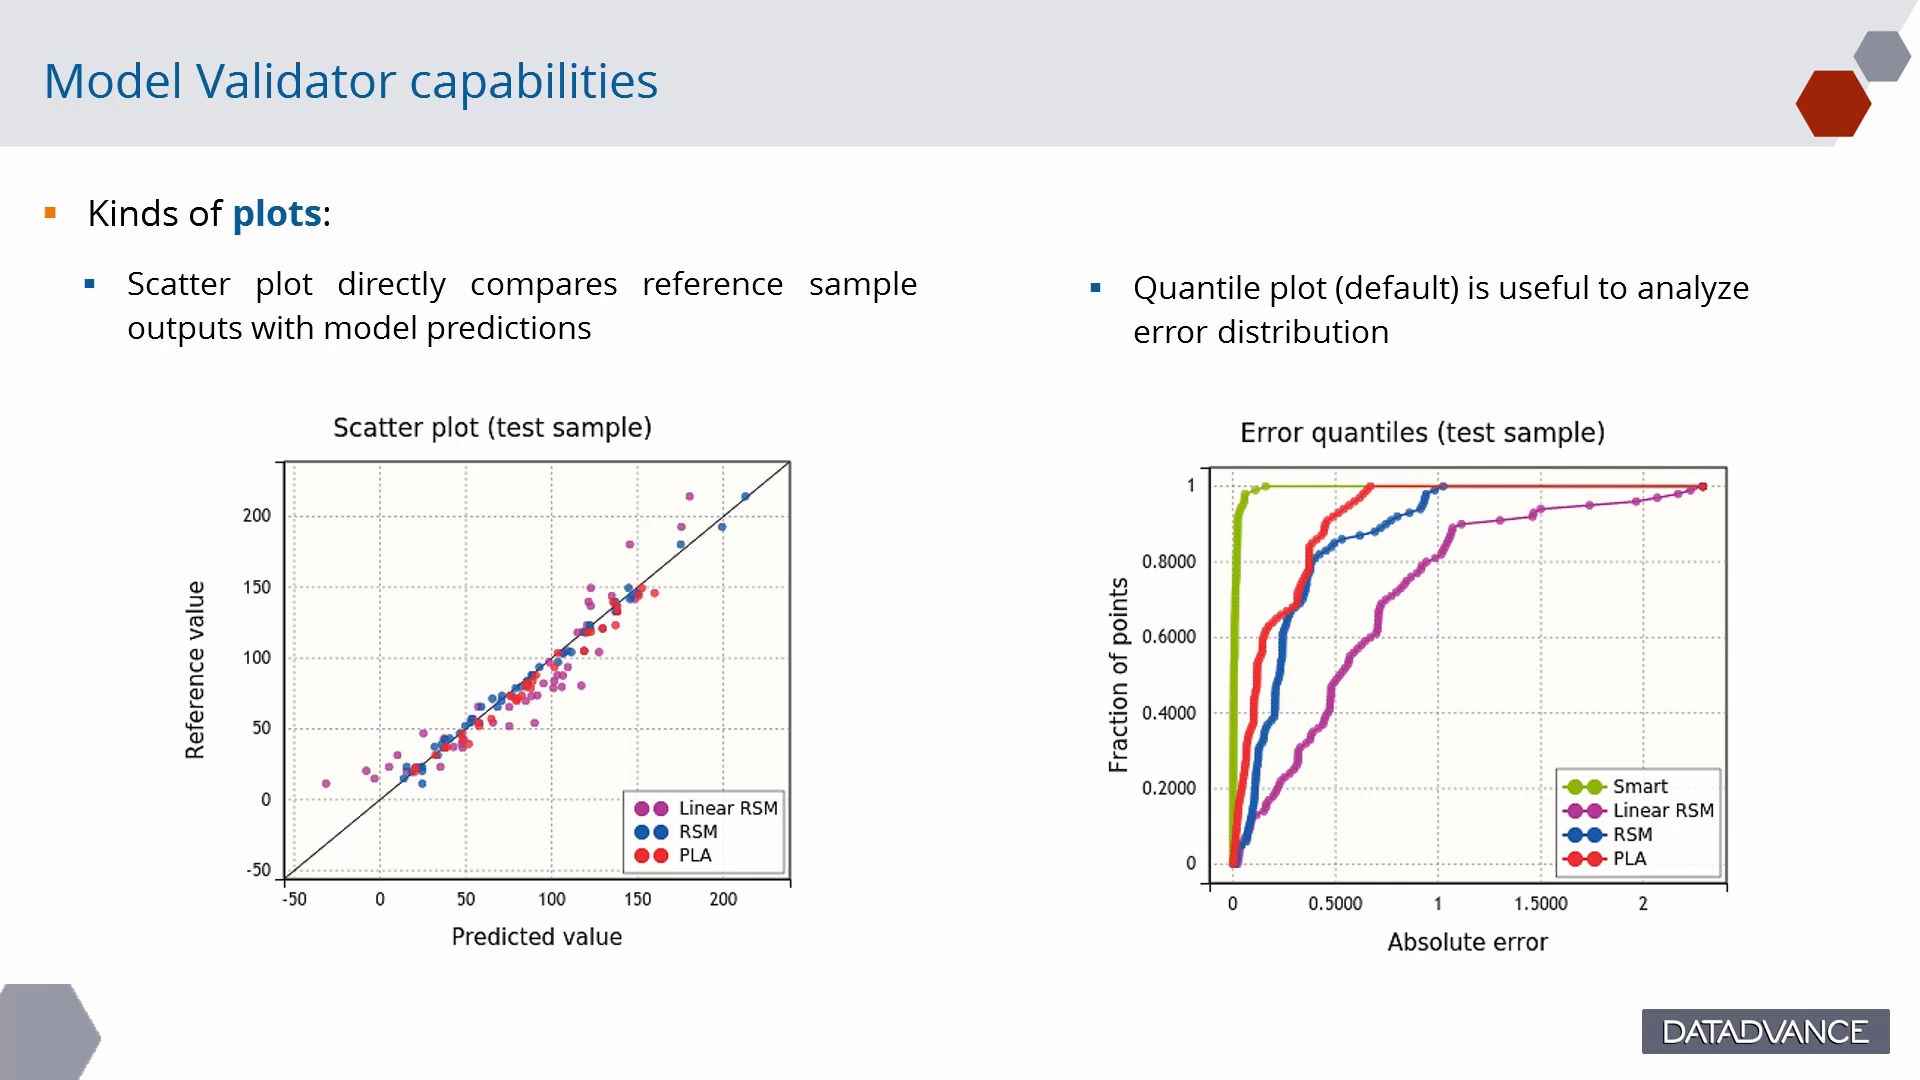 Model Validator capabilities
Kinds of plots:
Scatter plot directly compares reference sample
outputs with model predictions
Quantile plot (default) is useful to analyze
error distribution
Scatter plot (test sample)
Reference value
200
150
100
50
0
-50
-50 0 50 100 150 200
Predicted value
Linear RSM
RSM
PLA
Error quantiles (test sample)
Fraction of points
1
0.8000
0.6000
0.4000
0.2000
0
0 0.5000 1 1.5000 2
Absolute error
Smart
Linear RSM
RSM
PLA
DATADVANCE